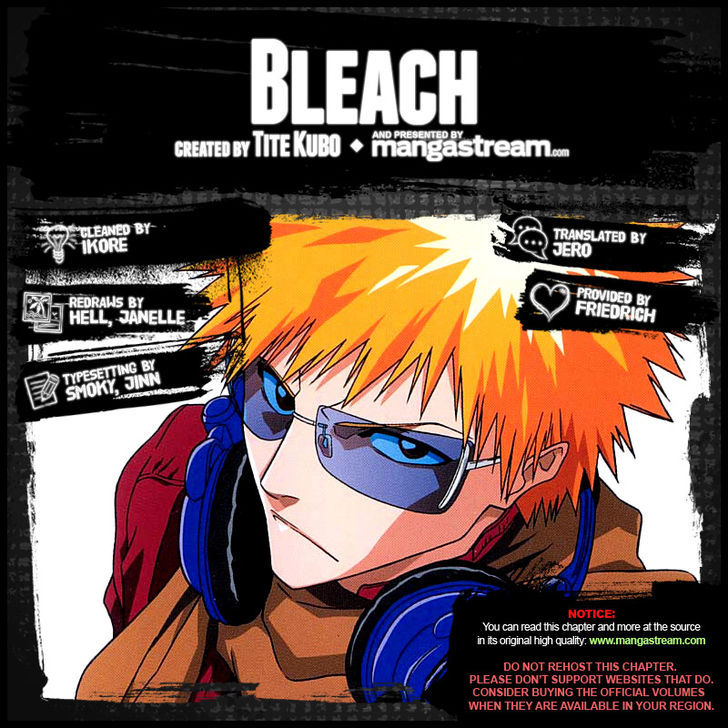 BLEACH
CREATED BY TITE KUBO ◆ AND PRESENTED BY mangastream.com
CLEANED BY
IKORE
REDRAWS BY
HELL, JANELLE
TYPESETTING BY
SMOKY, JINN
TRANSLATED BY
JERO
PROVIDED BY
FRIEDRICH
NOTICE:
You can read this chapter and more at the source
in its original high quality: www.mangastream.com
DO NOT REHOST THIS CHAPTER.
PLEASE DON'T SUPPORT WEBSITES THAT DO.
CONSIDER BUYING THE OFFICIAL VOLUMES
WHEN THEY ARE AVAILABLE IN YOUR REGION.